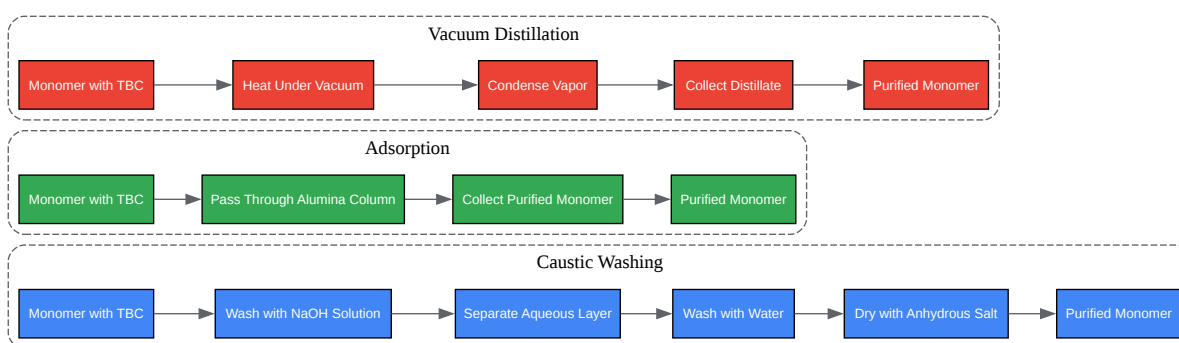 Vacuum Distillation
Monomer with TBC
Heat Under Vacuum
Condense Vapor
Collect Distillate
Purified Monomer
Adsorption
Monomer with TBC
Pass Through Alumina Column
Collect Purified Monomer
Purified Monomer
Caustic Washing
Monomer with TBC
Wash with NaOH Solution
Separate Aqueous Layer
Wash with Water
Dry with Anhydrous Salt
Purified Monomer